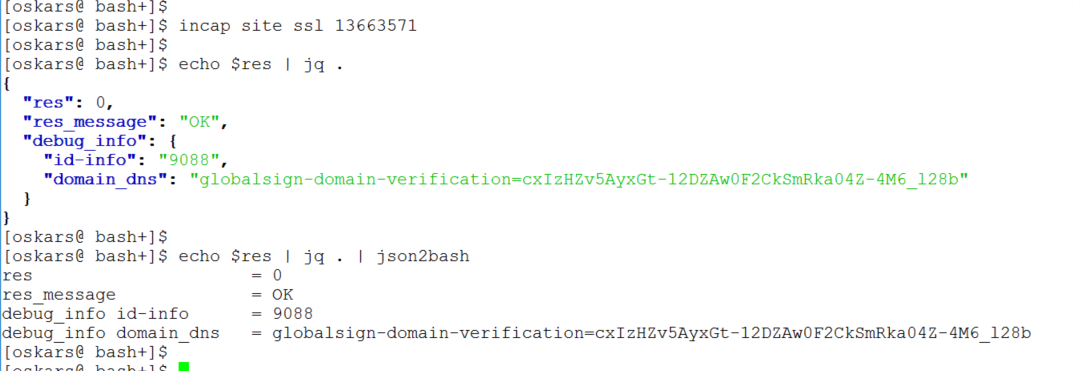 [oskars@ bash+]$
[oskars@ bash+]$ incap site ssl 13663571
[oskars@ bash+]$
[oskars@ bash+]$ echo $res | jq .
{
  "res": 0,
  "res_message": "OK",
  "debug_info": {
    "id-info": "9088",
    "domain_dns": "globalsign-domain-verification=cxIzHZv5AyxGt-12DZAw0F2CkSmRka04Z-4M6_l28b"
  }
}
[oskars@ bash+]$
[oskars@ bash+]$ echo $res | jq . | json2bash
res                     = 0
res_message             = OK
debug_info id-info      = 9088
debug_info domain_dns   = globalsign-domain-verification=cxIzHZv5AyxGt-12DZAw0F2CkSmRka04Z-4M6_l28b
[oskars@ bash+]$
[oskars@ bash+]$